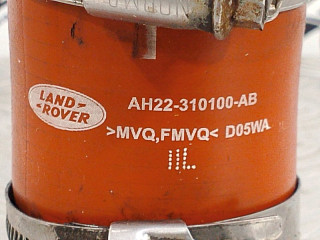 LAND
ROVER
AH22-310100-AB
>MVQ,FMVQ< D05WA